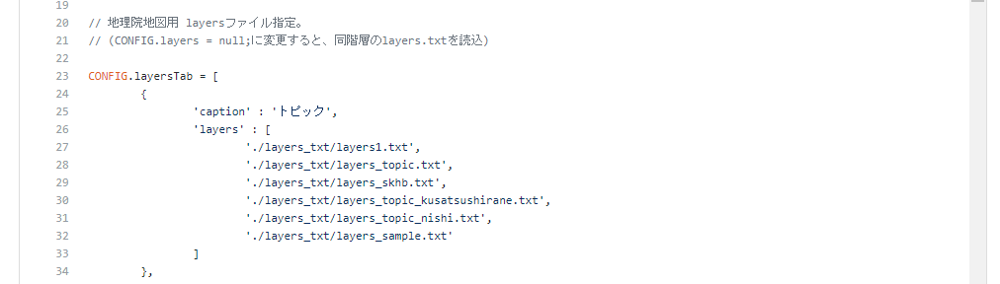 19
20 // 地理院地図用 layersファイル指定。
21 // (CONFIG.layers = null;に変更すると、同階層のlayers.txtを読込)
22
23 CONFIG.layersTab = [
24 {
25 'caption' : 'トピック',
26 'layers' : [
27 './layers_txt/layers1.txt',
28 './layers_txt/layers_topic.txt',
29 './layers_txt/layers_skhb.txt',
30 './layers_txt/layers_topic_kusatsushirane.txt',
31 './layers_txt/layers_topic_nishi.txt',
32 './layers_txt/layers_sample.txt'
33 ]
34 },